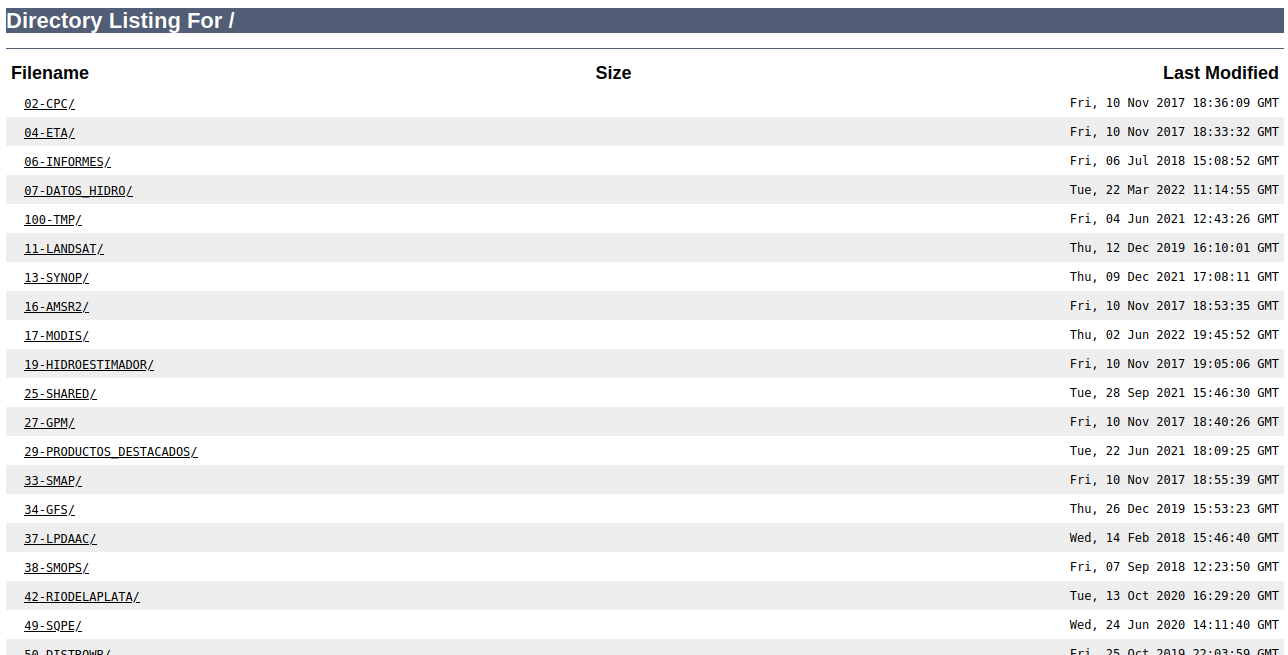 Directory Listing For /
Filename Size Last Modified
02-CPC/ Fri, 10 Nov 2017 18:36:09 GMT
04-ETA/ Fri, 10 Nov 2017 18:33:32 GMT
06-INFORMES/ Fri, 06 Jul 2018 15:08:52 GMT
07-DATOS_HIDRO/ Tue, 22 Mar 2022 11:14:55 GMT
100-TMP/ Fri, 04 Jun 2021 12:43:26 GMT
11-LANDSAT/ Thu, 12 Dec 2019 16:10:01 GMT
13-SYNOP/ Thu, 09 Dec 2021 17:08:11 GMT
16-AMSR2/ Fri, 10 Nov 2017 18:53:35 GMT
17-MODIS/ Thu, 02 Jun 2022 19:45:52 GMT
19-HIDROESTIMADOR/ Fri, 10 Nov 2017 19:05:06 GMT
25-SHARED/ Tue, 28 Sep 2021 15:46:30 GMT
27-GPM/ Fri, 10 Nov 2017 18:40:26 GMT
29-PRODUCTOS_DESTACADOS/ Tue, 22 Jun 2021 18:09:25 GMT
33-SMAP/ Fri, 10 Nov 2017 18:55:39 GMT
34-GFS/ Thu, 26 Dec 2019 15:53:23 GMT
37-LPDAAC/ Wed, 14 Feb 2018 15:46:40 GMT
38-SMOPS/ Fri, 07 Sep 2018 12:23:50 GMT
42-RIODELAPLATA/ Tue, 13 Oct 2020 16:29:20 GMT
49-SQPE/ Wed, 24 Jun 2020 14:11:40 GMT
Fri, 25 Oct 2019 22:03:59 GMT